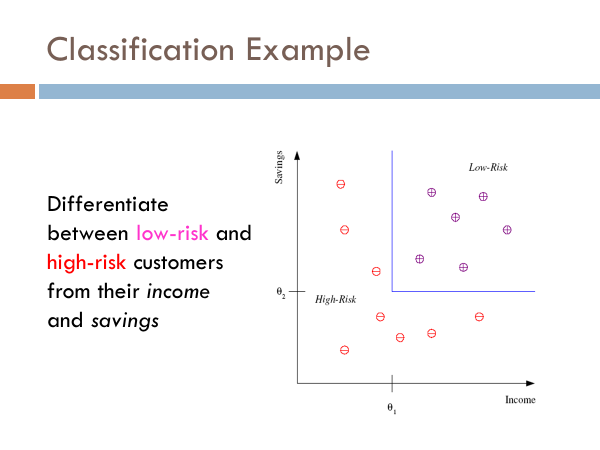 Classification Example
Differentiate
between low-risk and
high-risk customers
from their income
and savings
Savings
Low-Risk
θ2
High-Risk
Income
θ1